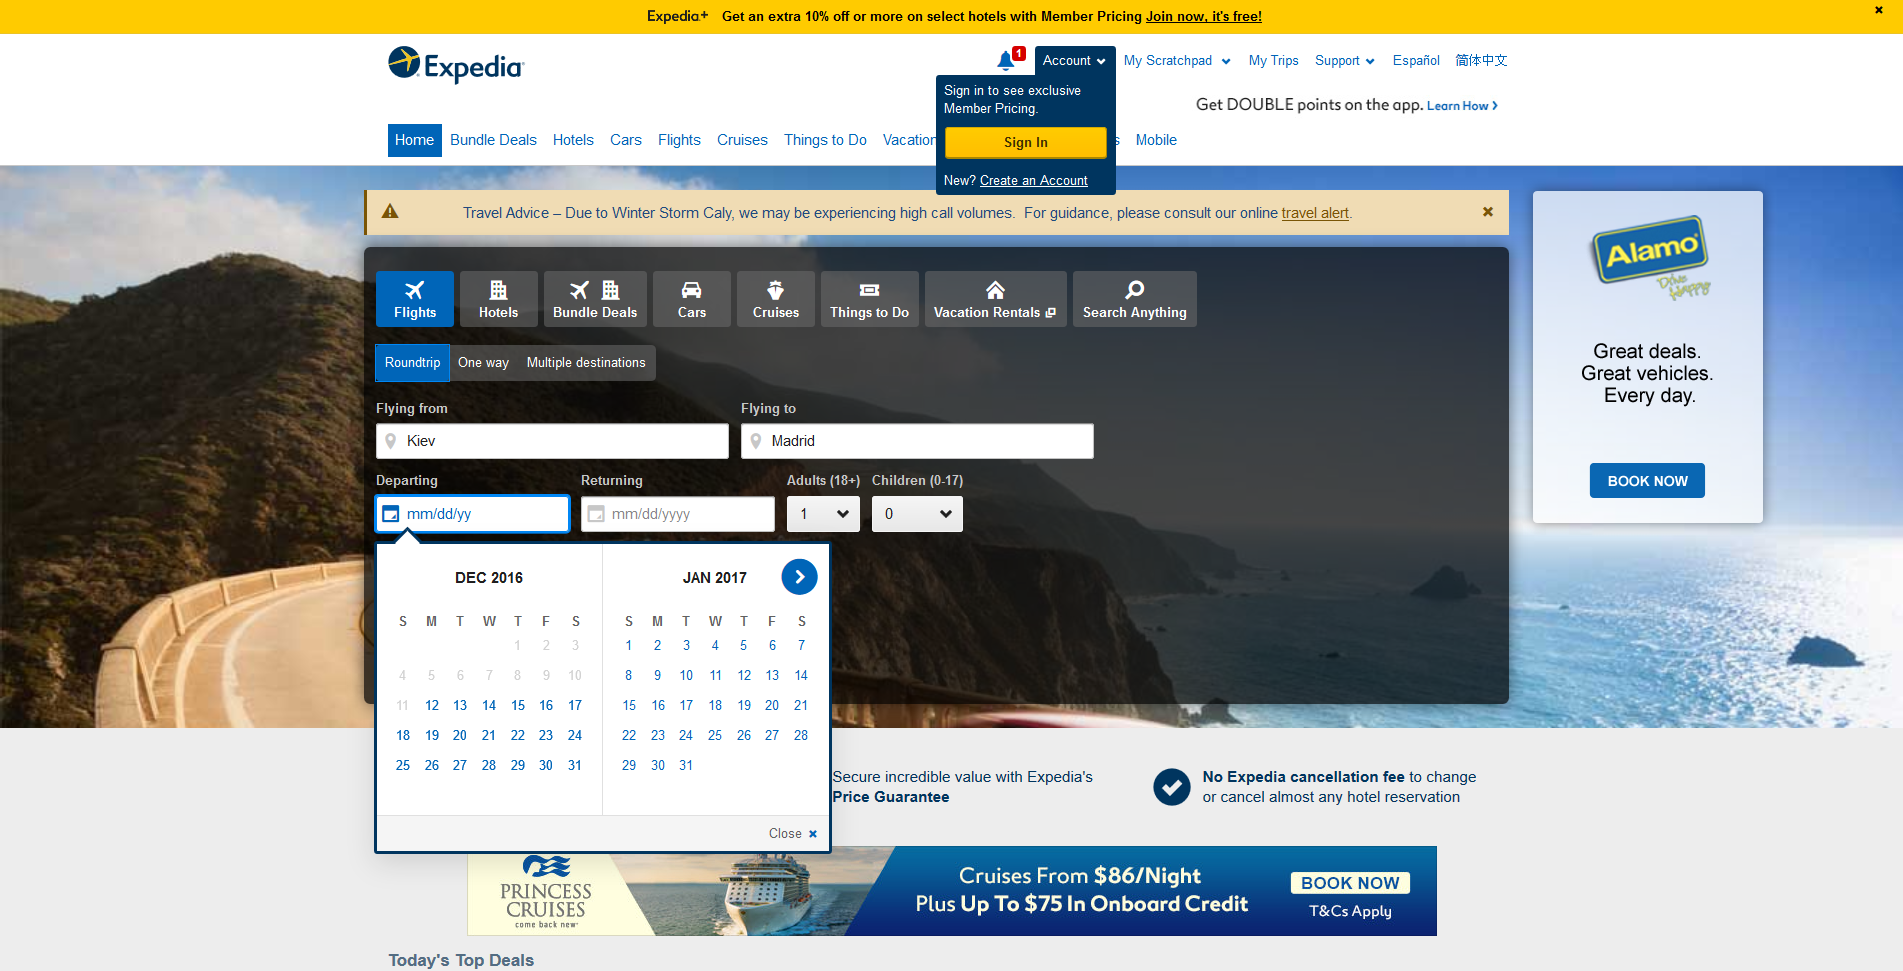 Expedia+ Get an extra 10% off or more on select hotels with Member Pricing Join now, it's free!
Expedia
1
Account
My Scratchpad
My Trips
Support
Español
简体中文
Sign in to see exclusive
Member Pricing.
Sign In
New? Create an Account
Get DOUBLE points on the app. Learn How
Home
Bundle Deals
Hotels
Cars
Flights
Cruises
Things to Do
Vacation
s
Mobile
Travel Advice – Due to Winter Storm Caly, we may be experiencing high call volumes. For guidance, please consult our online travel alert.
Flights
Hotels
Bundle Deals
Cars
Cruises
Things to Do
Vacation Rentals
Search Anything
Roundtrip
One way
Multiple destinations
Flying from
Flying to
Kiev
Madrid
Departing
Returning
Adults (18+)
Children (0-17)
mm/dd/yy
mm/dd/yyyy
1
0
DEC 2016
S M T W T F S
1 2 3
4 5 6 7 8 9 10
11 12 13 14 15 16 17
18 19 20 21 22 23 24
25 26 27 28 29 30 31
JAN 2017
S M T W T F S
1 2 3 4 5 6 7
8 9 10 11 12 13 14
15 16 17 18 19 20 21
22 23 24 25 26 27 28
29 30 31
Close
Alamo
Drive Happy
Great deals.
Great vehicles.
Every day.
BOOK NOW
Secure incredible value with Expedia's
Price Guarantee
No Expedia cancellation fee to change
or cancel almost any hotel reservation
PRINCESS
CRUISES
come back new
Cruises From $86/Night
Plus Up To $75 In Onboard Credit
BOOK NOW
T&Cs Apply
Today's Top Deals